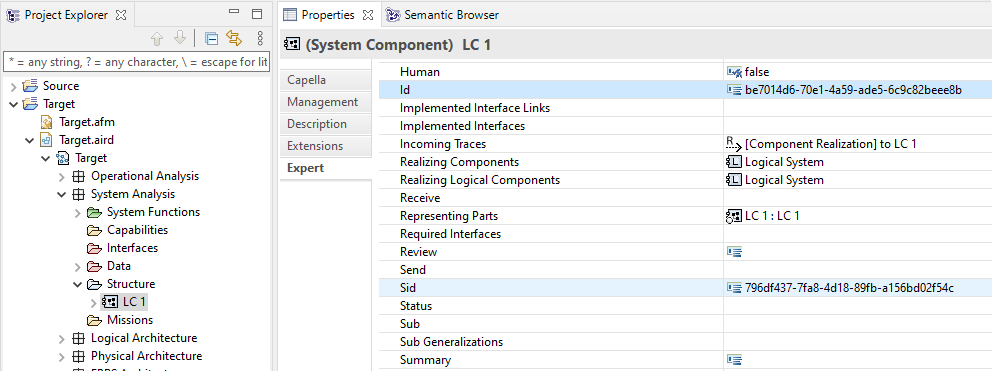 Project Explorer
* = any string, ? = any character, \ = escape for lit
Source
Target
Target.afm
Target.aird
Target
Operational Analysis
System Analysis
System Functions
Capabilities
Interfaces
Data
Structure
LC 1
Missions
Logical Architecture
Physical Architecture
Properties Semantic Browser
(System Component) LC 1
Capella
Management
Description
Extensions
Expert
Human false
Id be7014d6-70e1-4a59-ade5-6c9c82beee8b
Implemented Interface Links
Implemented Interfaces
Incoming Traces [Component Realization] to LC 1
Realizing Components Logical System
Realizing Logical Components Logical System
Receive
Representing Parts LC 1 : LC 1
Required Interfaces
Review
Send
Sid 796df437-7fa8-4d18-89fb-a156bd02f54c
Status
Sub
Sub Generalizations
Summary